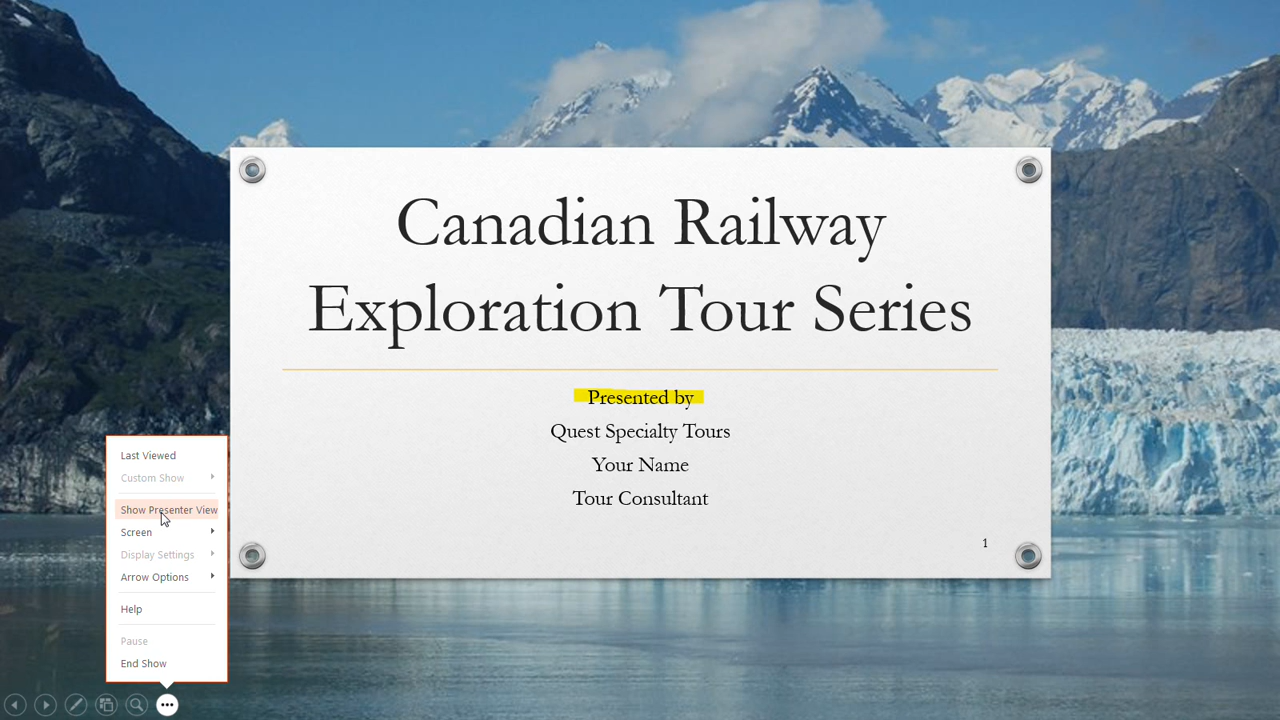 Canadian Railway
Exploration Tour Series
Presented by
Quest Specialty Tours
Your Name
Tour Consultant
1
Last Viewed
Custom Show
Show Presenter View
Screen
Display Settings
Arrow Options
Help
Pause
End Show